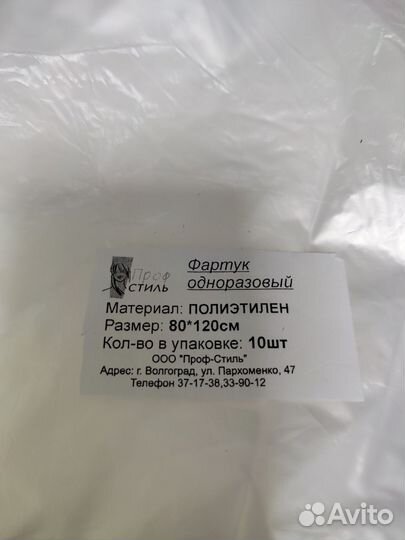 Проф
СТИЛЬ
Фартук
одноразовый
Материал: ПОЛИЭТИЛЕН
Размер: 80*120см
Кол-во в упаковке: 10шт
ООО "Проф-Стиль"
Адрес: г. Волгоград, ул. Пархоменко, 47
Телефон 37-17-38,33-90-12
Avito